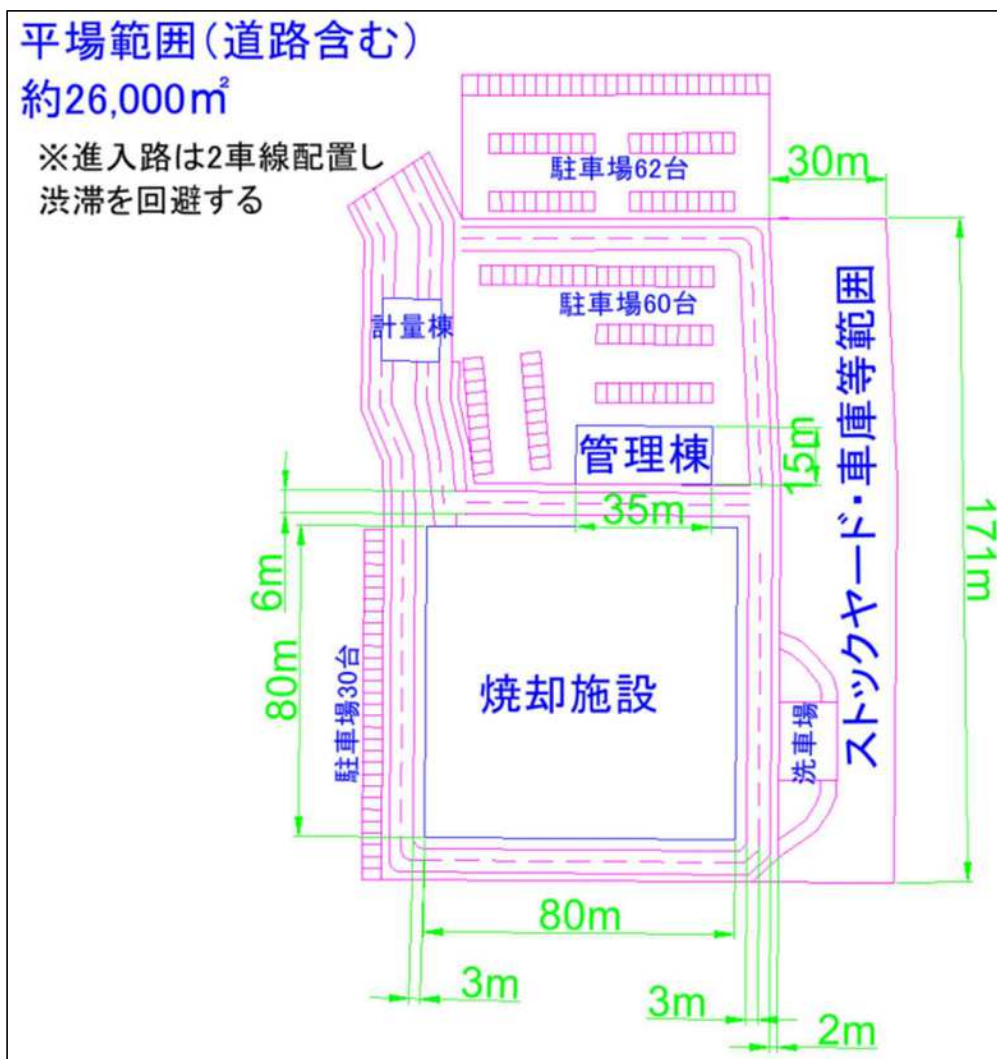 平場範囲(道路含む)
約26,000㎡
※進入路は2車線配置し
渋滞を回避する
駐車場62台
30m
計量棟
駐車場60台
管理棟
15m
35m
ストックヤード・車庫等範囲
171m
6m
80m
駐車場30台
焼却施設
洗車場
80m
3m
3m
2m